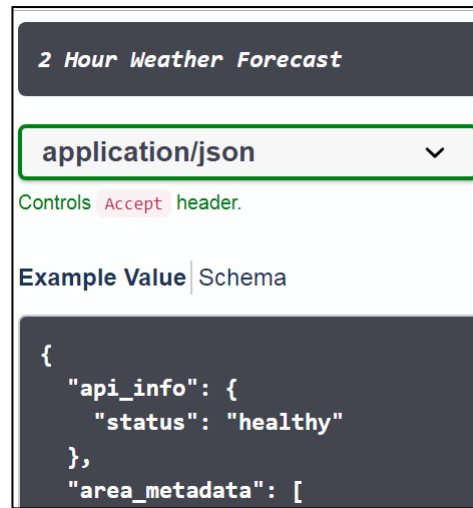 2 Hour Weather Forecast
application/json
Controls Accept header.
Example Value Schema
{
"api_info": {
"status": "healthy"
},
"area_metadata": [